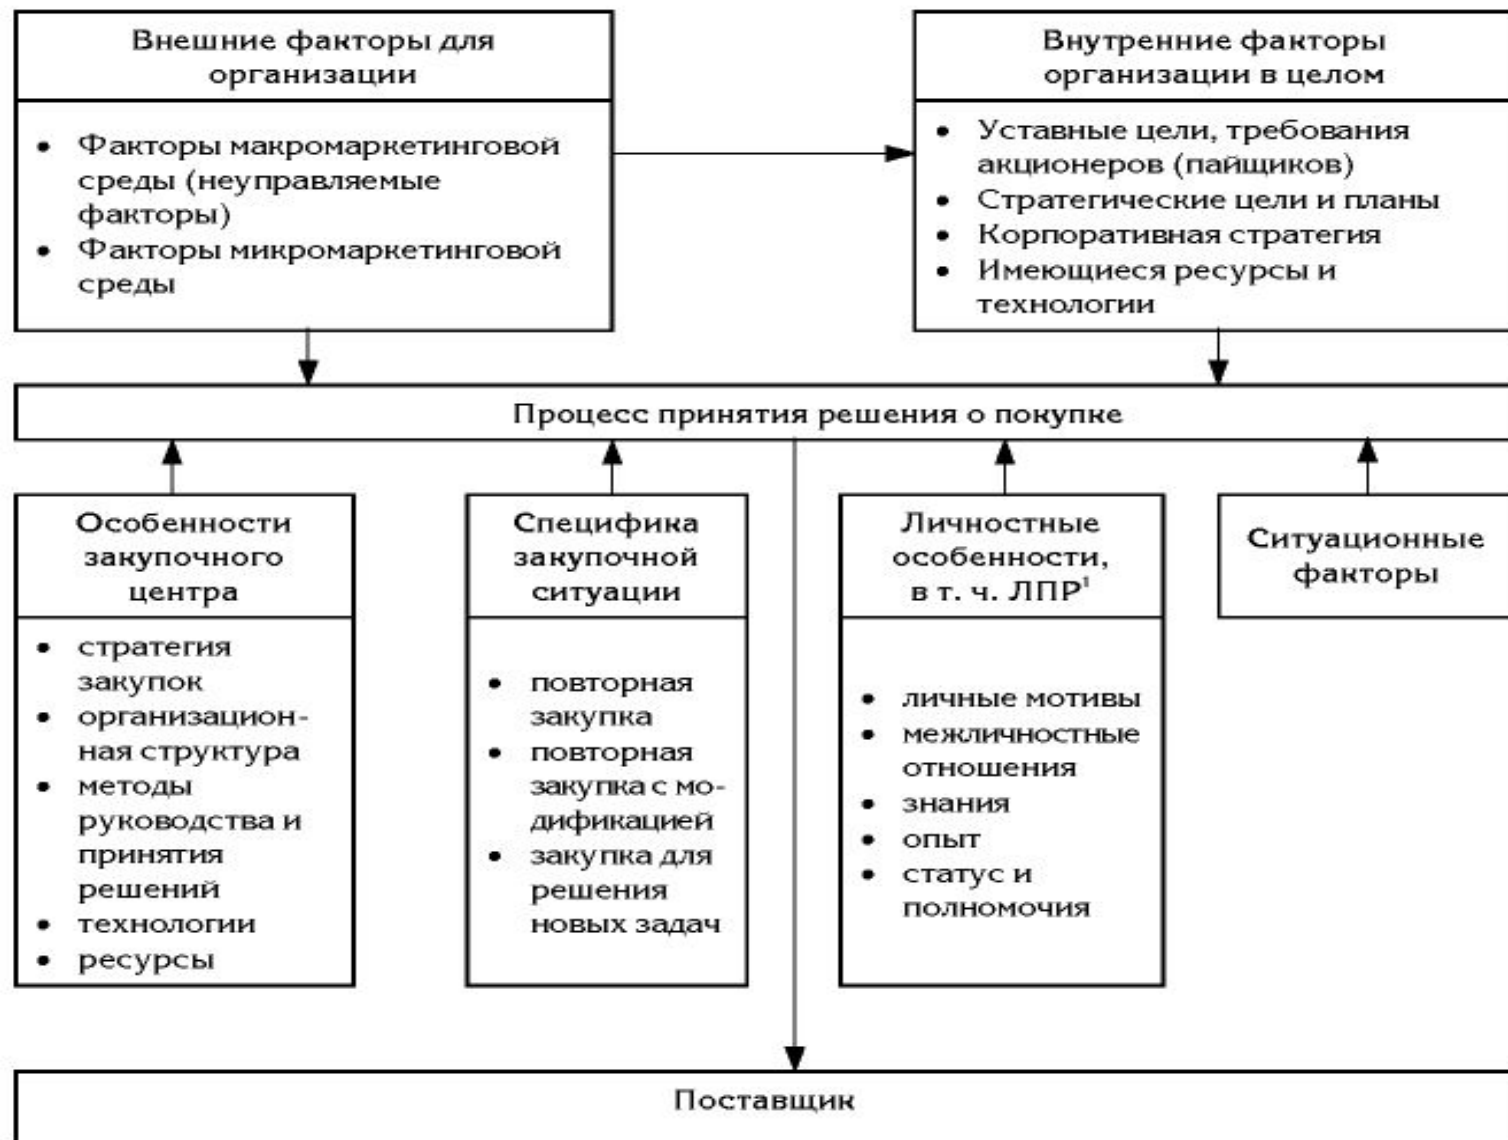 Внешние факторы для
организации
• Факторы макромаркетинговой
среды (неуправляемые
факторы)
• Факторы микромаркетинговой
среды
Внутренние факторы
организации в целом
• Уставные цели, требования
акционеров (пайщиков)
• Стратегические цели и планы
• Корпоративная стратегия
• Имеющиеся ресурсы и
технологии
Процесс принятия решения о покупке
Особенности
закупочного
центра
• стратегия
закупок
• организацион-
ная структура
• методы
руководства и
принятия
решений
• технологии
• ресурсы
Специфика
закупочной
ситуации
• повторная
закупка
• повторная
закупка с мо-
дификацией
• закупка для
решения
новых задач
Личностные
особенности,
в т. ч. ЛПР¹
• личные мотивы
• межличностные
отношения
• знания
• опыт
• статус и
полномочия
Ситуационные
факторы
Поставщик